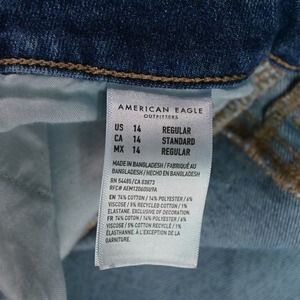 AMERICAN EAGLE
OUTFITTERS
US 14 REGULAR
CA 14 STANDARD
MX 14 REGULAR
MADE IN BANGLADESH / FABRIQUÉ AU
BANGLADESH / HECHO EN BANGLADESH
RN 54485/CA 03873
RFC# AEM1206050U9A
EN 74% COTTON / 14% POLYESTER / 6%
VISCOSE / 5% RECYCLED COTTON / 1%
ELASTANE. EXCLUSIVE OF DECORATION.
FR 74% COTON / 14% POLYESTER / 6%
VISCOSE / 5% COTON RECYCLÉ / 1%
ÉLASTHANNE. À L'EXCEPTION DE LA
GARNITURE.